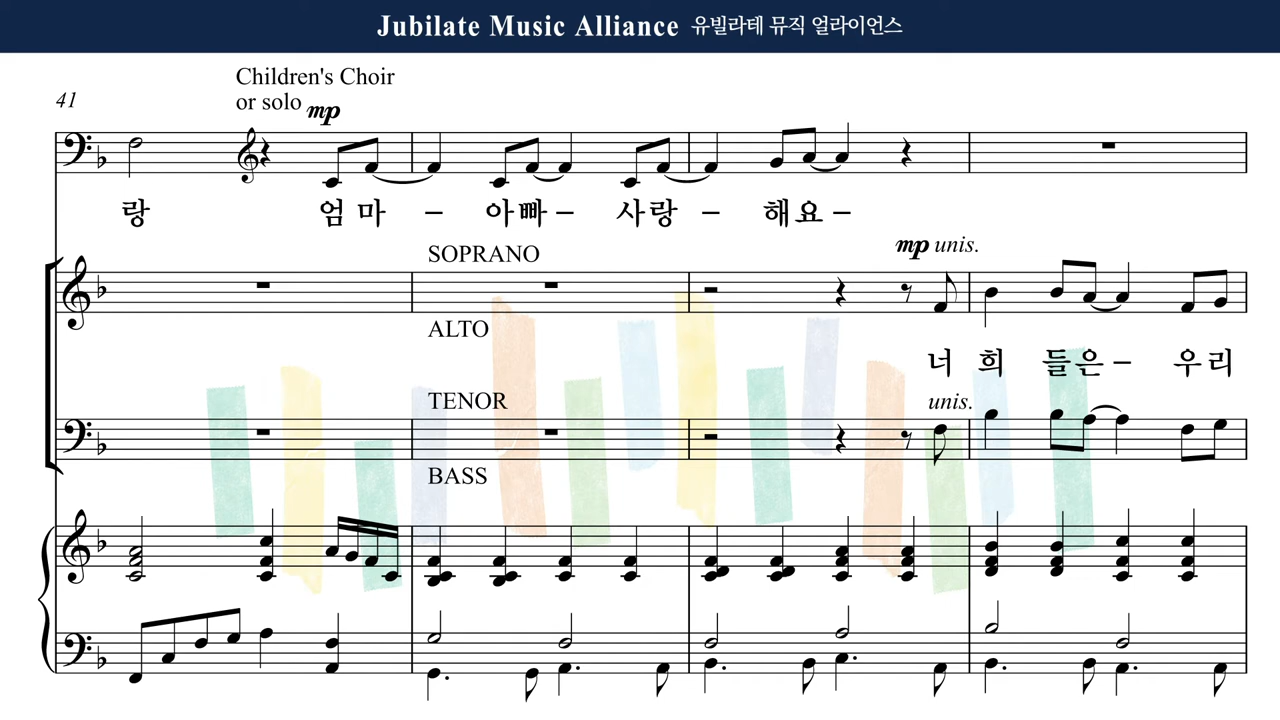 Jubilate Music Alliance 유빌라테 뮤직 얼라이언스
Children's Choir
41 or solo mp
랑 엄 마 – 아빠 – 사랑 – 해요 –
SOPRANO mp unis.
ALTO
너 희 들은 – 우리
TENOR unis.
BASS